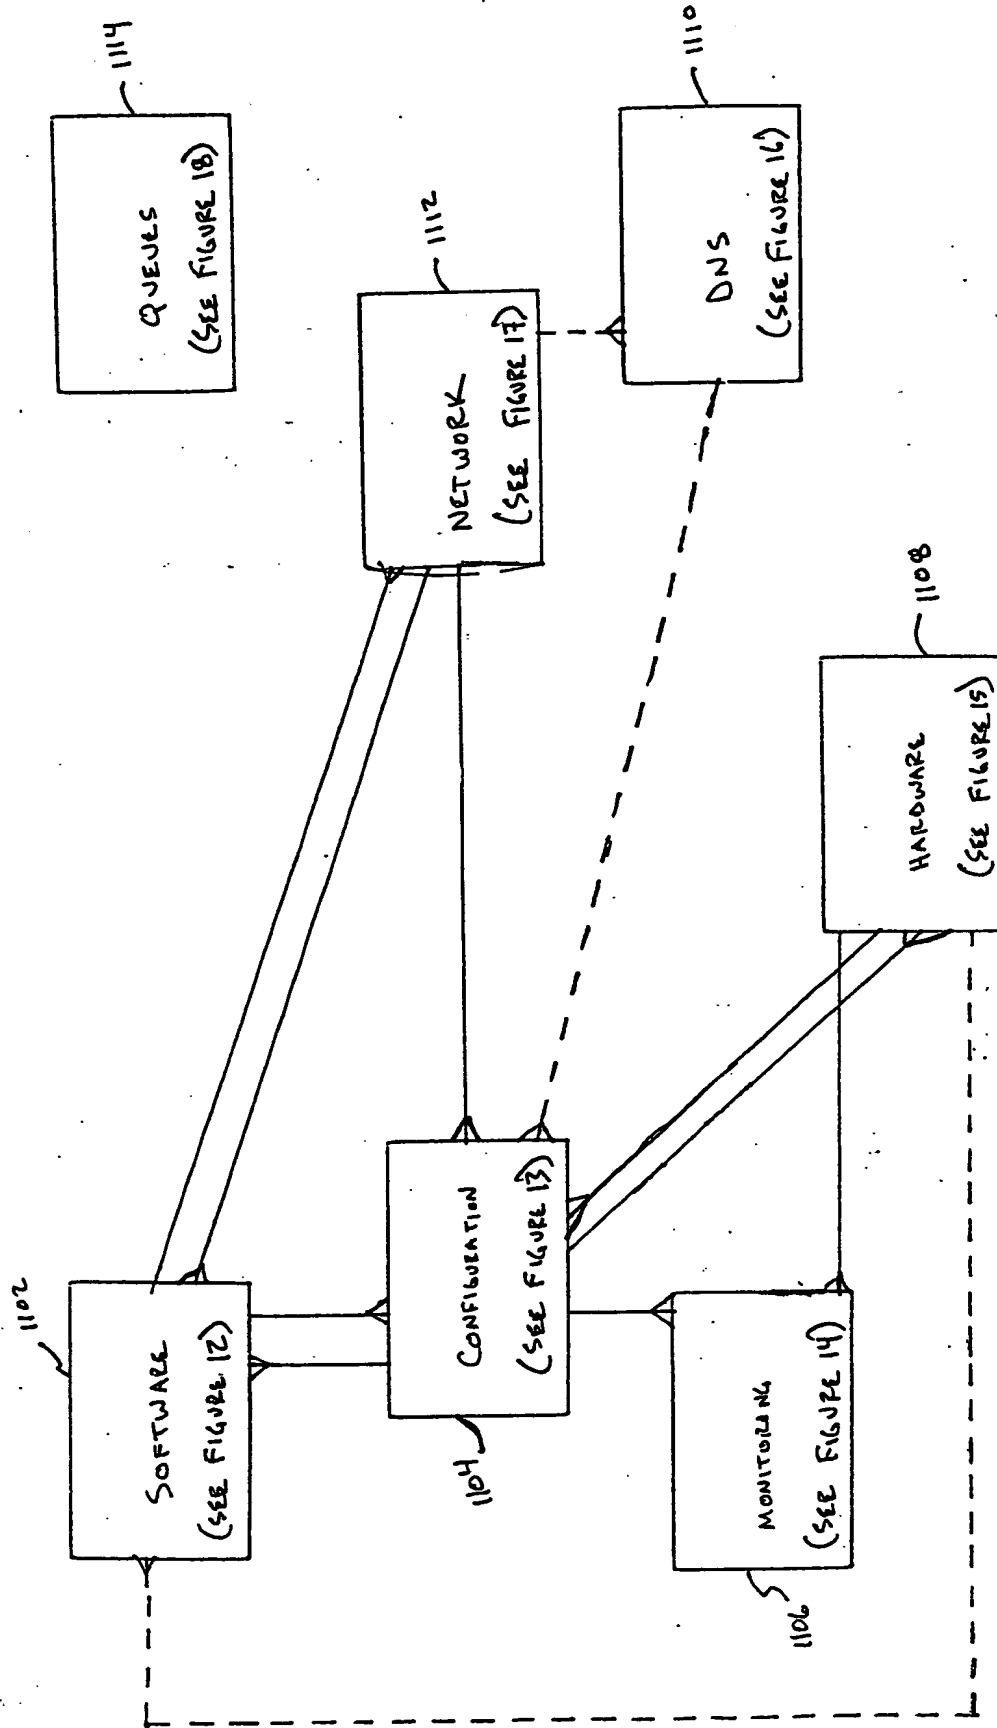 1102
SOFTWARE
(SEE FIGURE 12)
1104
CONFIGURATION
(SEE FIGURE 13)
1106
MONITORING
(SEE FIGURE 14)
1114
QUEUES
(SEE FIGURE 18)
1112
NETWORK
(SEE FIGURE 17)
1110
DNS
(SEE FIGURE 16)
1108
HARDWARE
(SEE FIGURE 15)